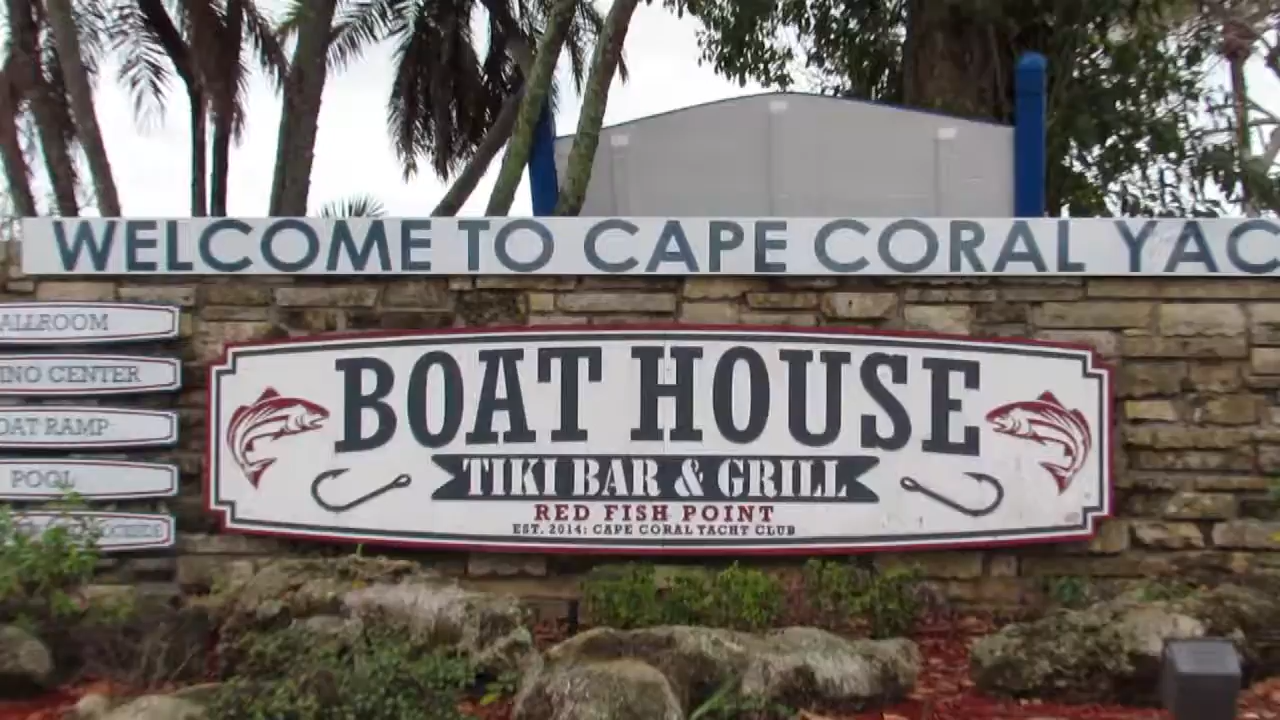 WELCOME TO CAPE CORAL YAC
ALLROOM
INO CENTER
OAT RAMP
POOL
BOAT HOUSE
TIKI BAR & GRILL
RED FISH POINT
EST. 2014: CAPE CORAL YACHT CLUB